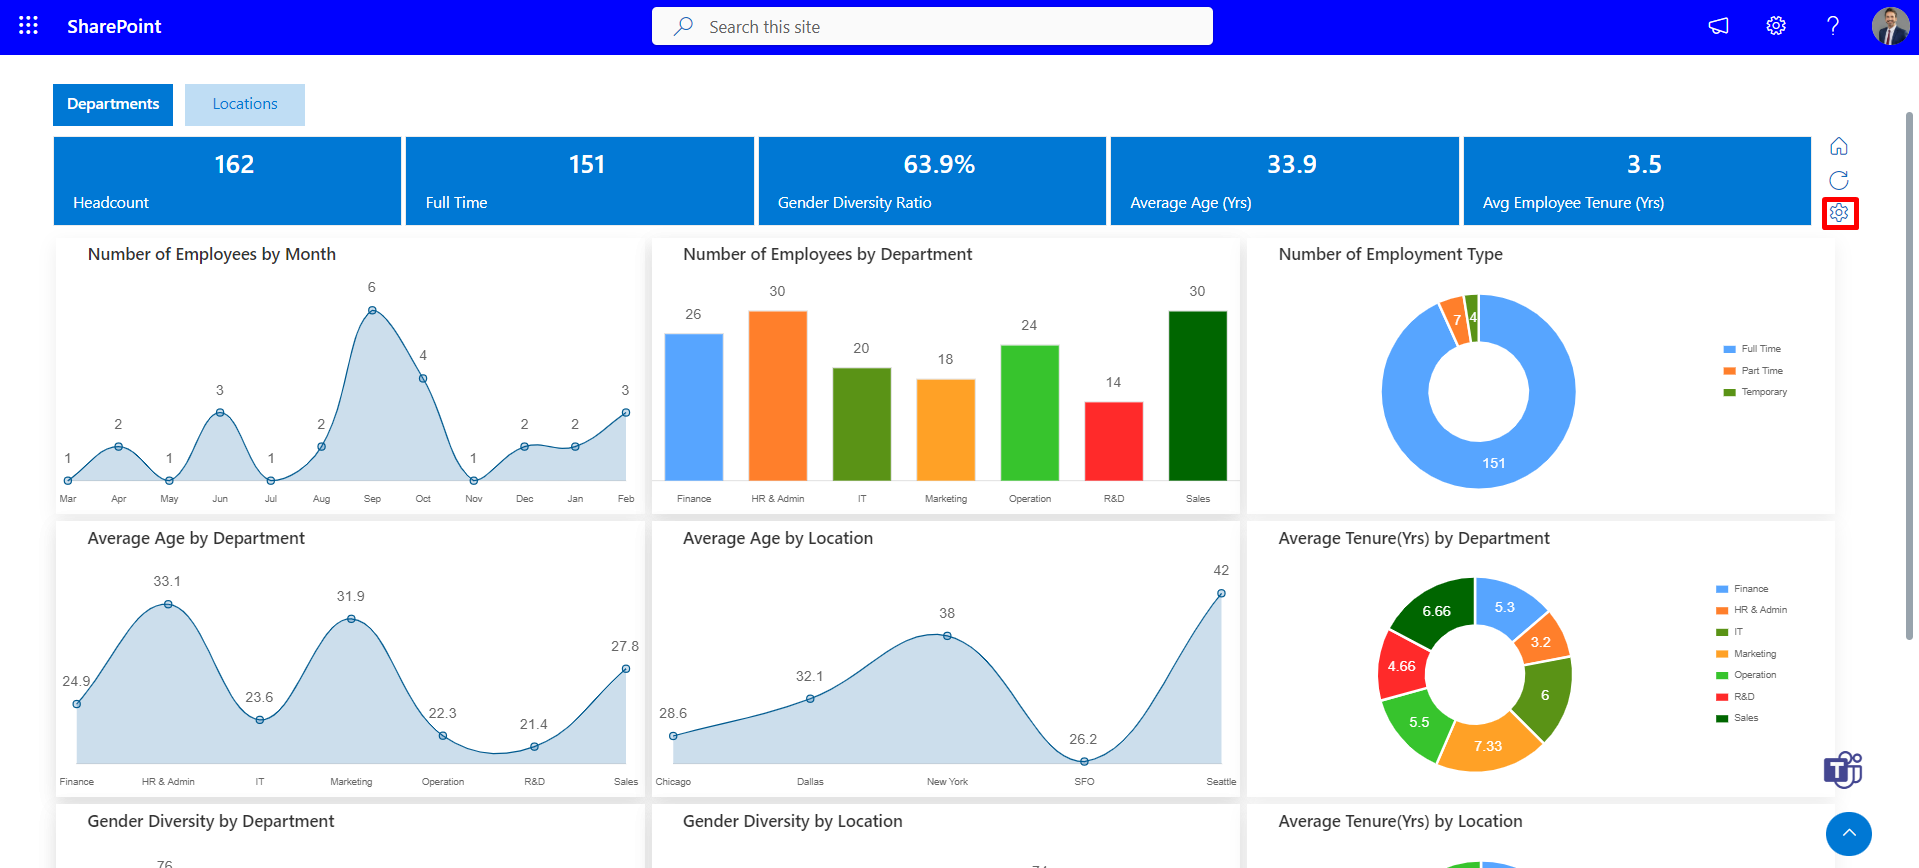 SharePoint
Search this site
Departments
Locations
162
Headcount
151
Full Time
63.9%
Gender Diversity Ratio
33.9
Average Age (Yrs)
3.5
Avg Employee Tenure (Yrs)
Number of Employees by Month
6
4
3
3
2
2
2
2
1
1
1
1
Mar Apr May Jun Jul Aug Sep Oct Nov Dec Jan Feb
Number of Employees by Department
26 30 20 18 24 14 30
Finance HR & Admin IT Marketing Operation R&D Sales
Number of Employment Type
7 4
151
Full Time
Part Time
Temporary
Average Age by Department
24.9 33.1 23.6 31.9 22.3 21.4 27.8
Finance HR & Admin IT Marketing Operation R&D Sales
Average Age by Location
28.6 32.1 38 26.2 42
Chicago Dallas New York SFO Seattle
Average Tenure(Yrs) by Department
6.66 5.3
3.2
4.66
6
5.5
7.33
Finance
HR & Admin
IT
Marketing
Operation
R&D
Sales
T
Gender Diversity by Department
76
Gender Diversity by Location
Average Tenure(Yrs) by Location